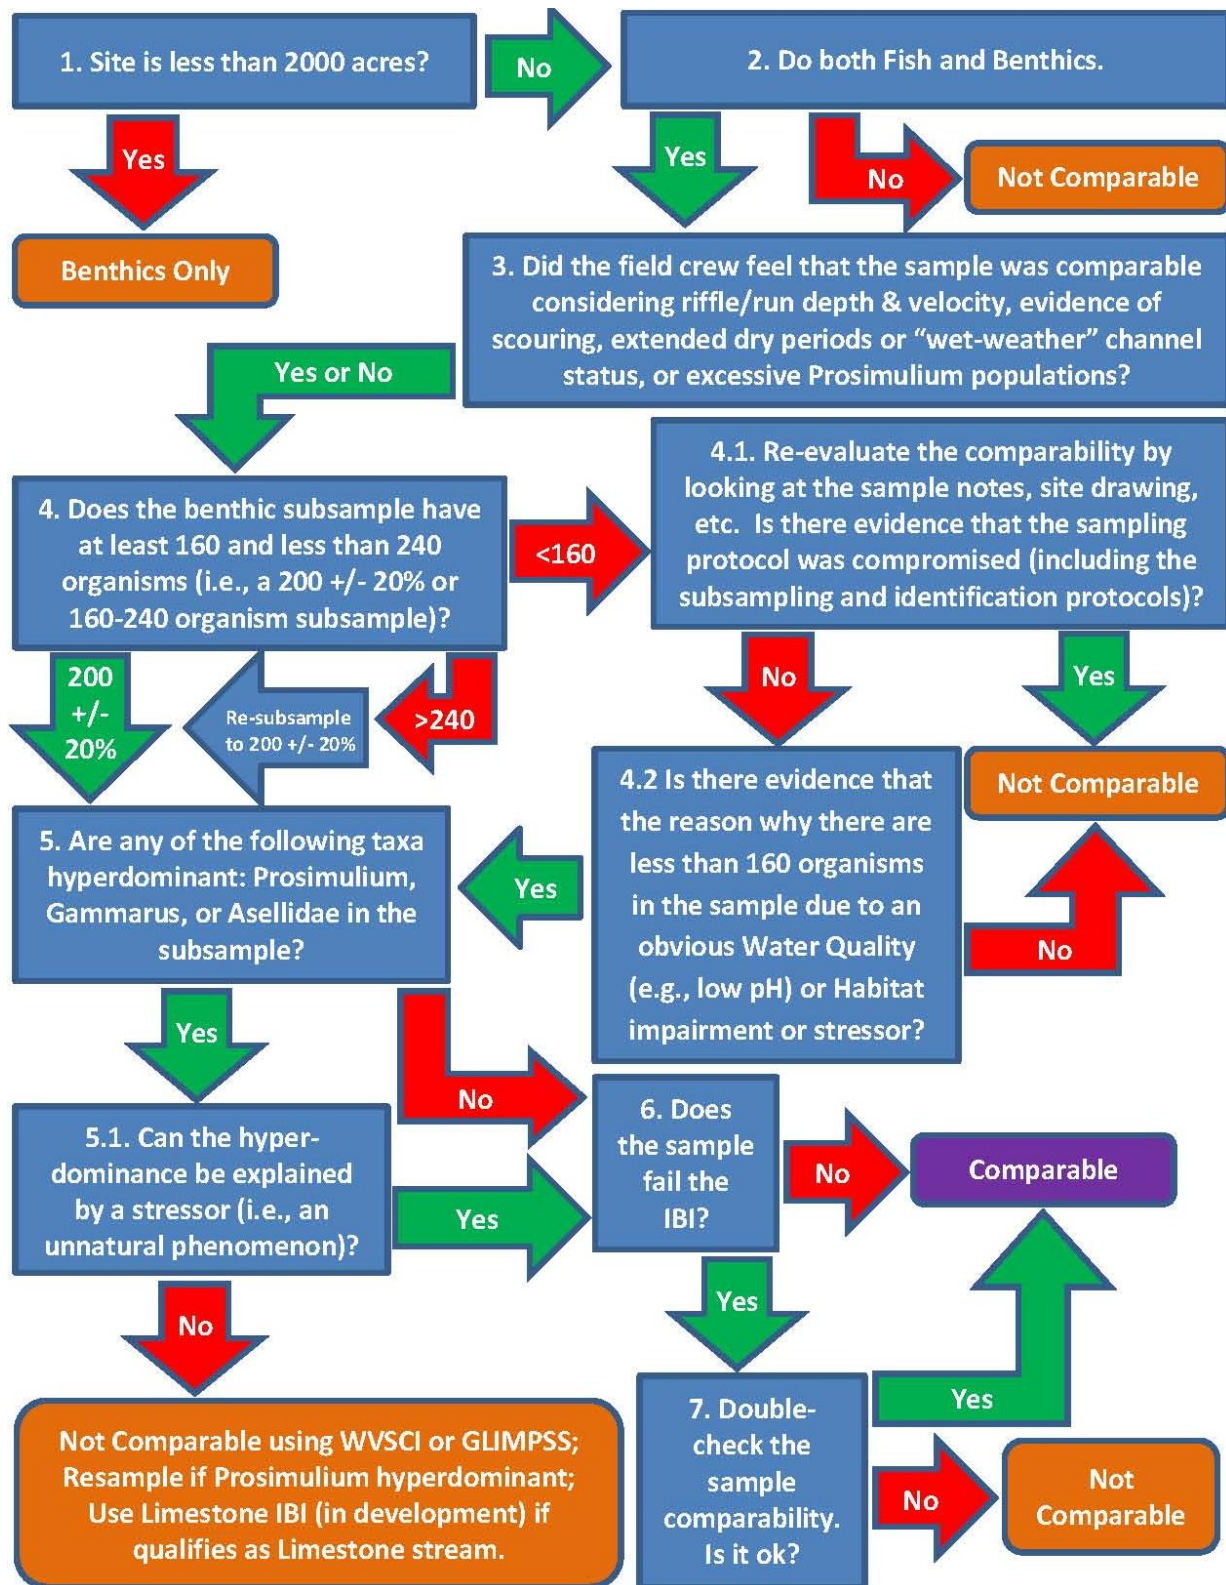 1. Site is less than 2000 acres?
No
2. Do both Fish and Benthics.
Yes
Yes
No
Not Comparable
Benthics Only
3. Did the field crew feel that the sample was comparable
considering riffle/run depth & velocity, evidence of
scouring, extended dry periods or “wet-weather” channel
status, or excessive Prosimulium populations?
Yes or No
4. Does the benthic subsample have
at least 160 and less than 240
organisms (i.e., a 200 +/- 20% or
160-240 organism subsample)?
<160
4.1. Re-evaluate the comparability by
looking at the sample notes, site drawing,
etc. Is there evidence that the sampling
protocol was compromised (including the
subsampling and identification protocols)?
200
+/-
20%
Re-subsample
to 200 +/- 20%
>240
No
Yes
Not Comparable
4.2 Is there evidence that
the reason why there are
less than 160 organisms
in the sample due to an
obvious Water Quality
(e.g., low pH) or Habitat
impairment or stressor?
Yes
No
5. Are any of the following taxa
hyperdominant: Prosimulium,
Gammarus, or Asellidae in the
subsample?
Yes
No
5.1. Can the hyper-
dominance be explained
by a stressor (i.e., an
unnatural phenomenon)?
Yes
No
6. Does
the sample
fail the
IBI?
No
Comparable
Yes
Not Comparable using WVSCI or GLIMPSS;
Resample if Prosimulium hyperdominant;
Use Limestone IBI (in development) if
qualifies as Limestone stream.
7. Double-
check the
sample
comparability.
Is it ok?
Yes
No
Not
Comparable